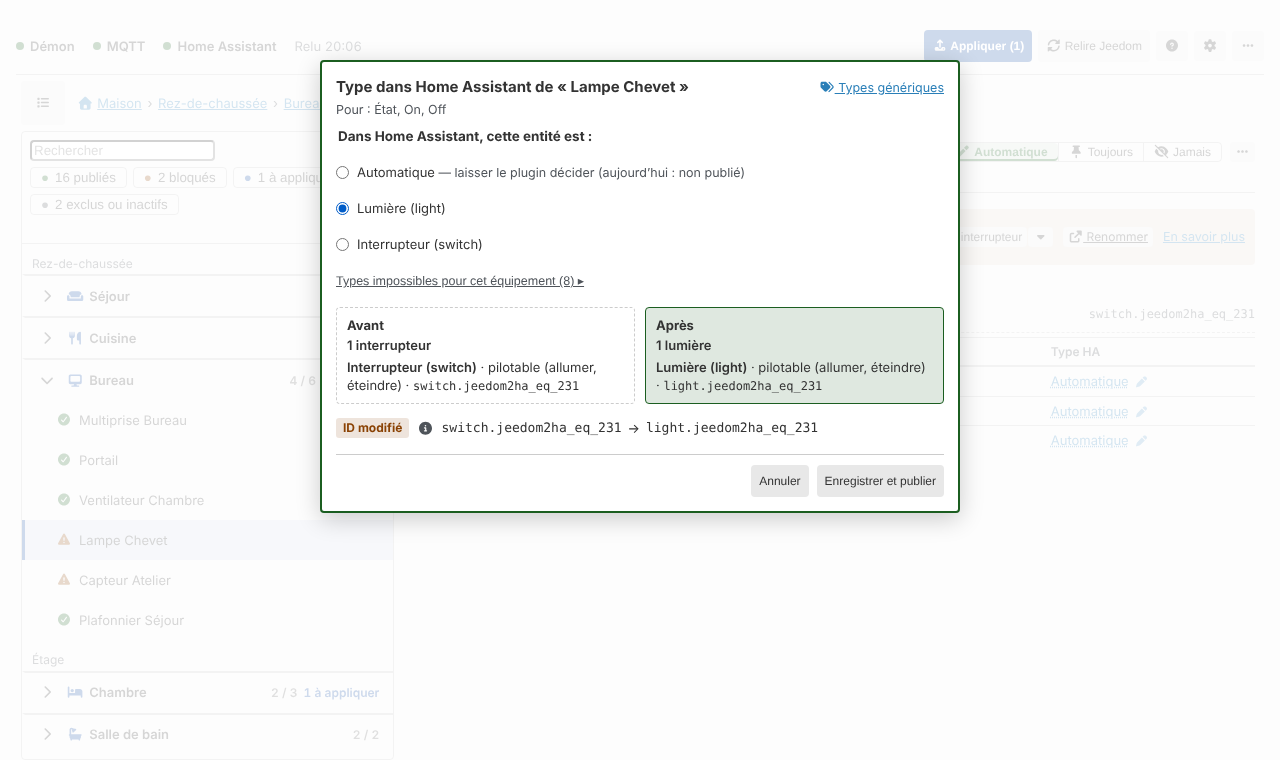 Démon MQTT Home Assistant Relu 20:06
Appliquer (1) Relire Jeedom
Maison › Rez-de-chaussée ›
Rechercher
16 publiés 2 bloqués
2 exclus ou inactifs
Automatique Toujours Jamais
interrupteur Renommer En savoir plus
Type dans Home Assistant de « Lampe Chevet »
Types génériques
Pour : État, On, Off
Dans Home Assistant, cette entité est :
Automatique — laisser le plugin décider (aujourd’hui : non publié)
Lumière (light)
Interrupteur (switch)
Types impossibles pour cet équipement (8) ▸
Avant
1 interrupteur
Interrupteur (switch) · pilotable (allumer,
éteindre) · switch.jeedom2ha_eq_231
Après
1 lumière
Lumière (light) · pilotable (allumer, éteindre)
· light.jeedom2ha_eq_231
ID modifié switch.jeedom2ha_eq_231 → light.jeedom2ha_eq_231
Annuler Enregistrer et publier
Rez-de-chaussée
Séjour
Cuisine
Bureau 4 / 6
Multiprise Bureau
Portail
Ventilateur Chambre
Lampe Chevet
Capteur Atelier
Plafonnier Séjour
Étage
Chambre 2 / 3 1 à appliquer
Salle de bain 2 / 2
switch.jeedom2ha_eq_231
Type HA
Automatique
Automatique
Automatique